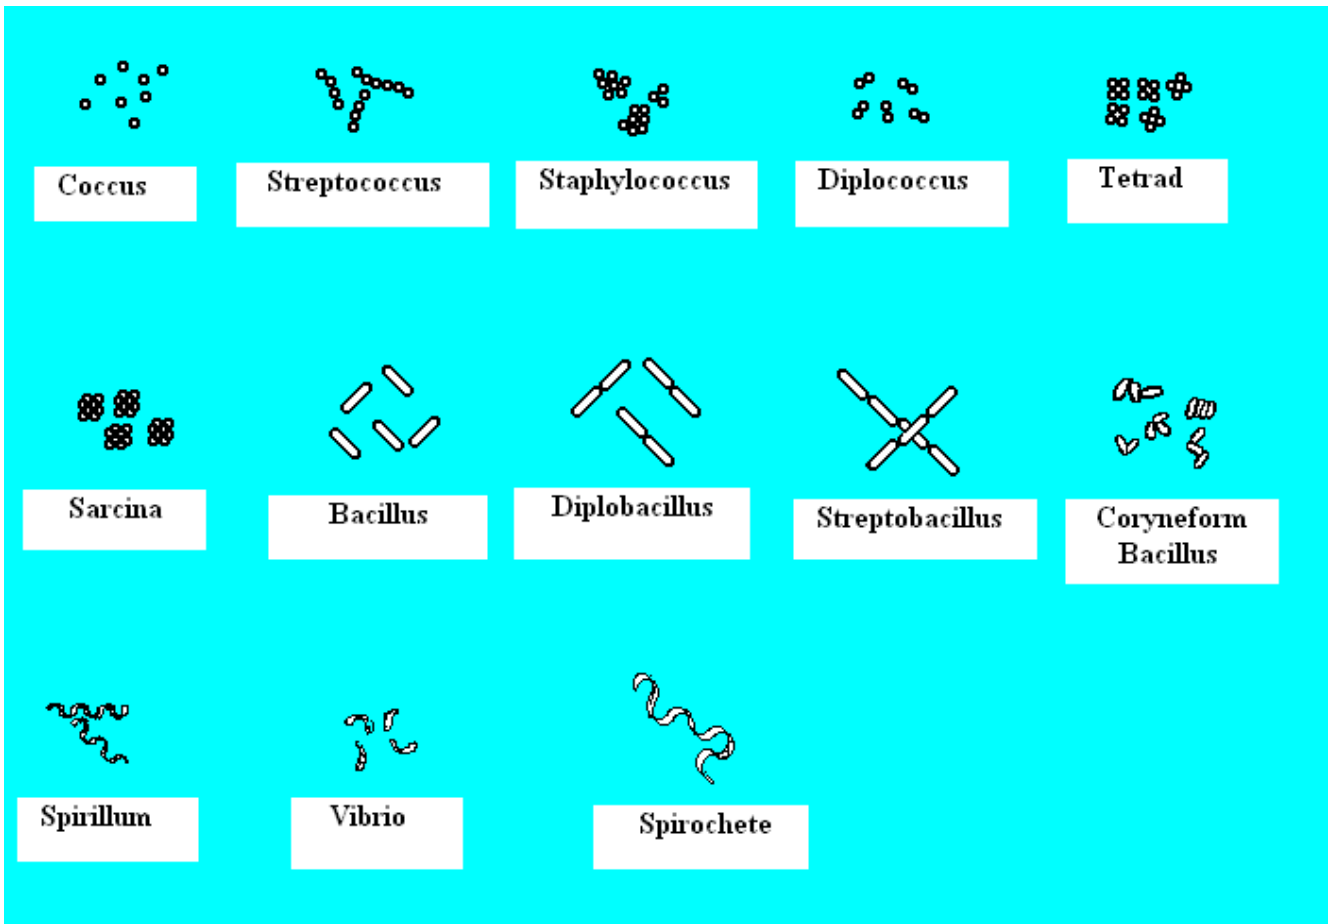 Coccus
Streptococcus
Staphylococcus
Diplococcus
Tetrad
Sarcina
Bacillus
Diplobacillus
Streptobacillus
Coryneform
Bacillus
Spirillum
Vibrio
Spirochete